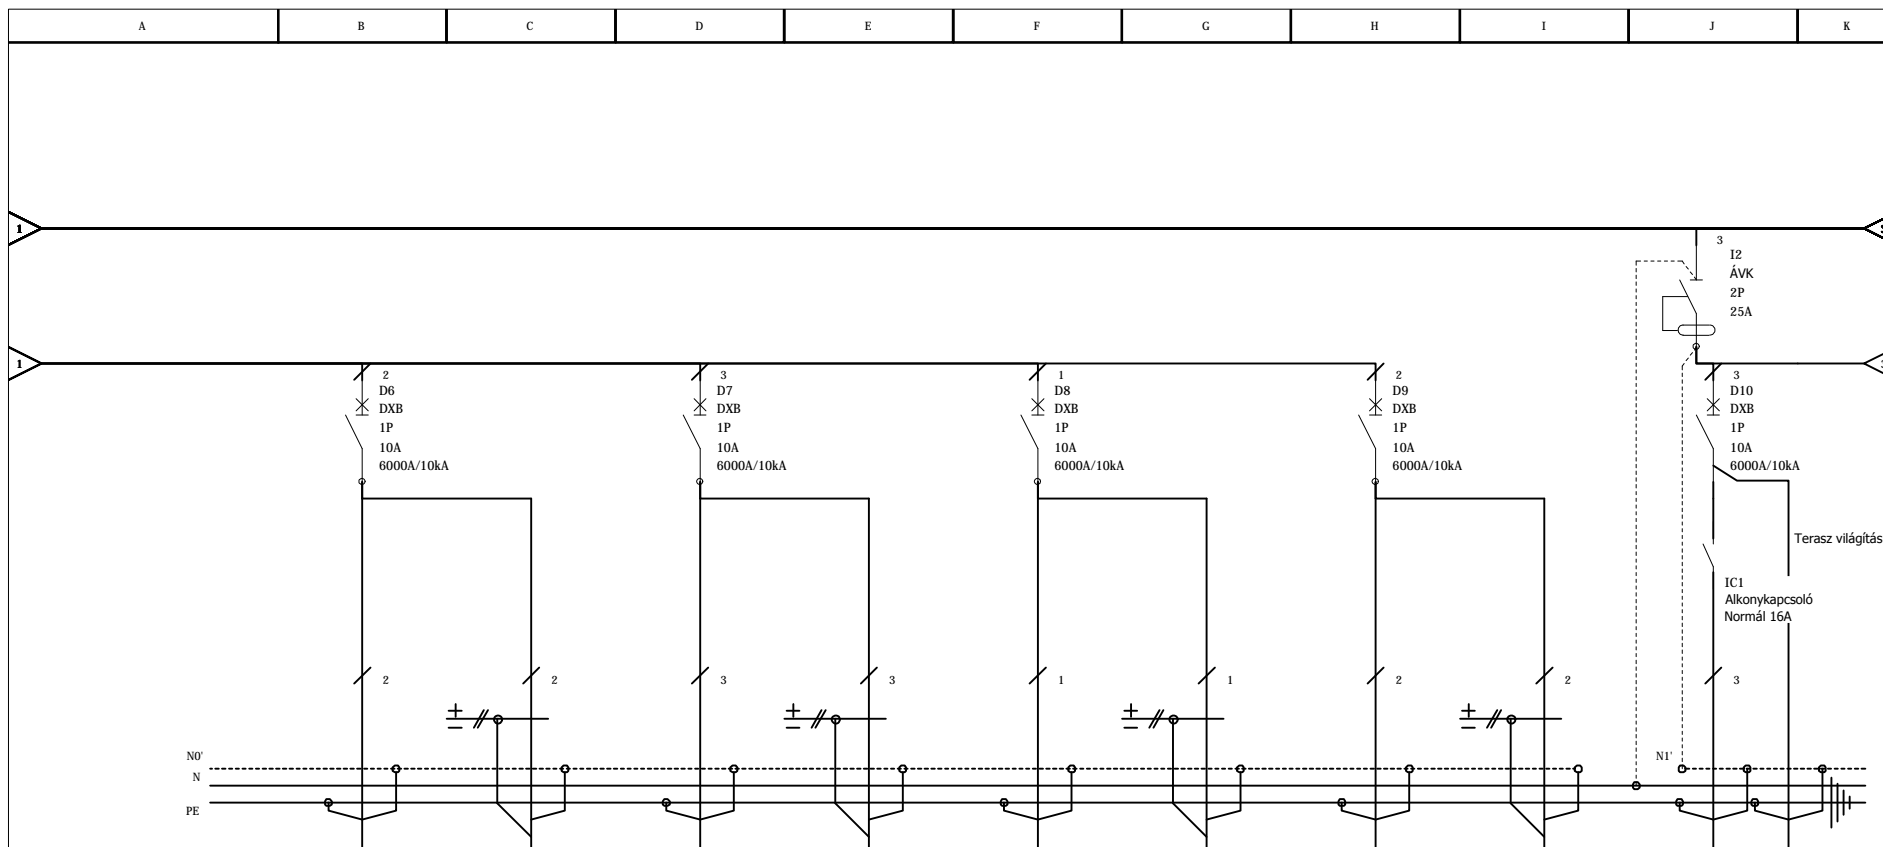 A B C D E F G H I J K
1
3
I2
ÁVK
2P
25A
1
2
D6
DXB
1P
10A
6000A/10kA
3
D7
DXB
1P
10A
6000A/10kA
1
D8
DXB
1P
10A
6000A/10kA
2
D9
DXB
1P
10A
6000A/10kA
3
D10
DXB
1P
10A
6000A/10kA
Terasz világítás
IC1
Alkonykapcsoló
Normál 16A
2 2 3 3 1 1 2 2 3
N0'
N
PE
N1'